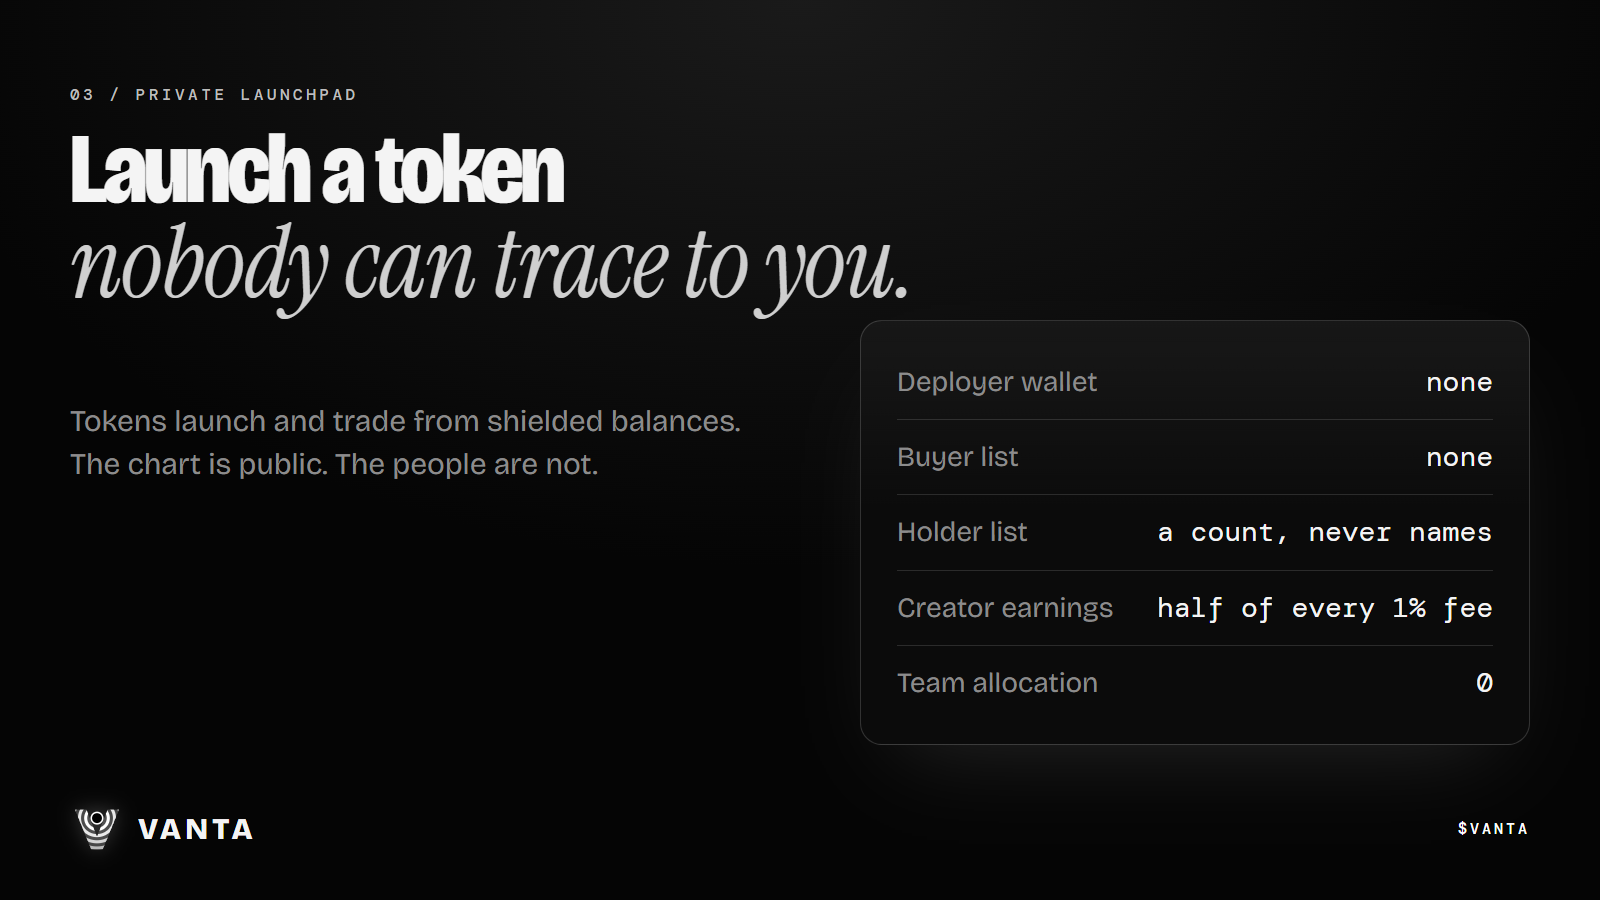 03 / PRIVATE LAUNCHPAD
Launch a token
nobody can trace to you.
Tokens launch and trade from shielded balances.
The chart is public. The people are not.
Deployer wallet none
Buyer list none
Holder list a count, never names
Creator earnings half of every 1% fee
Team allocation 0
VANTA
$VANTA